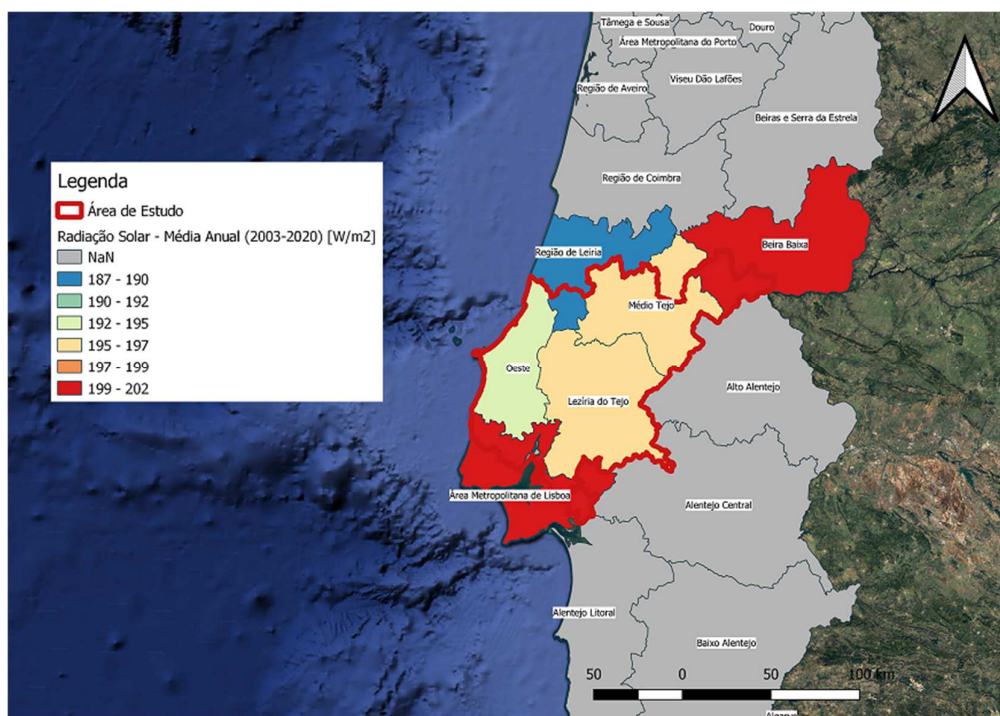 Tâmega e Sousa
Douro
Área Metropolitana do Porto
Viseu Dão Lafões
Região de Aveiro
Beiras e Serra da Estrela
Região de Coimbra
Legenda
Área de Estudo
Radiação Solar - Média Anual (2003-2020) [W/m2]
NaN
187 - 190
190 - 192
192 - 195
195 - 197
197 - 199
199 - 202
Região de Leiria
Beira Baixa
Médio Tejo
Oeste
Alto Alentejo
Lezíria do Tejo
Área Metropolitana de Lisboa
Alentejo Central
Alentejo Litoral
Baixo Alentejo
50 0 50 100 km